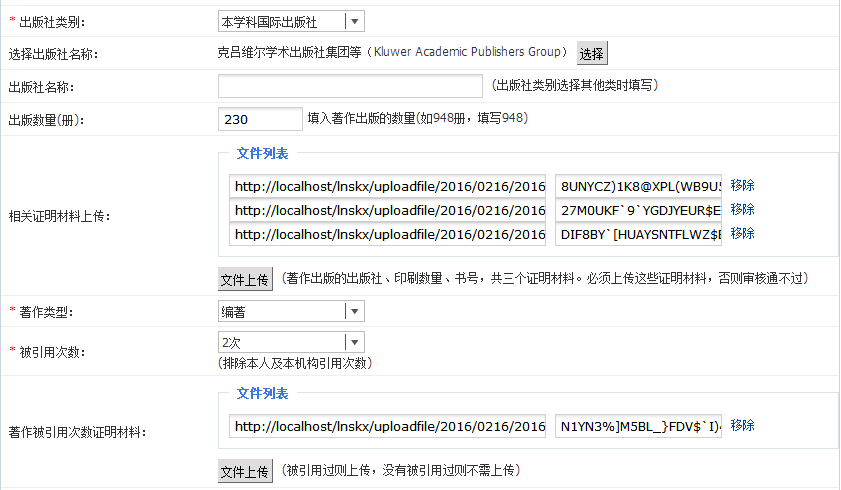 * 出版社类别: 本学科国际出版社
选择出版社名称: 克吕维尔学术出版社集团等（Kluwer Academic Publishers Group） 选择
出版社名称: (出版社类别选择其他类时填写)
出版数量(册): 230 填入著作出版的数量(如948册，填写948)
文件列表
http://localhost/lnskx/uploadfile/2016/0216/2016 8UNYCZ)1K8@XPL(WB9U5 移除
相关证明材料上传: http://localhost/lnskx/uploadfile/2016/0216/2016 27M0UKF`9`YGDJYEUR$E 移除
http://localhost/lnskx/uploadfile/2016/0216/2016 DIF8BY`[HUAYSNTFLWZ$E 移除
文件上传 (著作出版的出版社、印刷数量、书号，共三个证明材料。必须上传这些证明材料，否则审核通不过)
* 著作类型: 编著
* 被引用次数: 2次
(排除本人及本机构引用次数)
文件列表
著作被引用次数证明材料: http://localhost/lnskx/uploadfile/2016/0216/2016 N1YN3%]M5BL_}FDV$`I)4 移除
文件上传 (被引用过则上传，没有被引用过则不需上传)